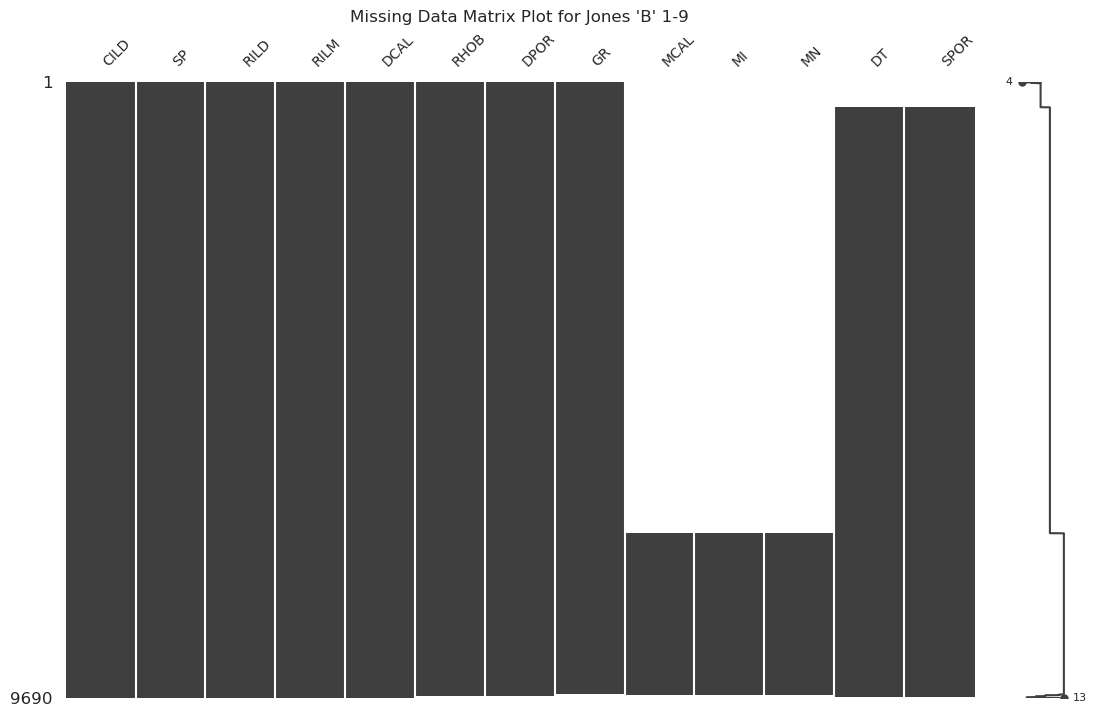 Missing Data Matrix Plot for Jones 'B' 1-9
CILD SP RILD RILM DCAL RHOB DPOR GR MCAL MI MN DT SPOR
1
4
9690
13